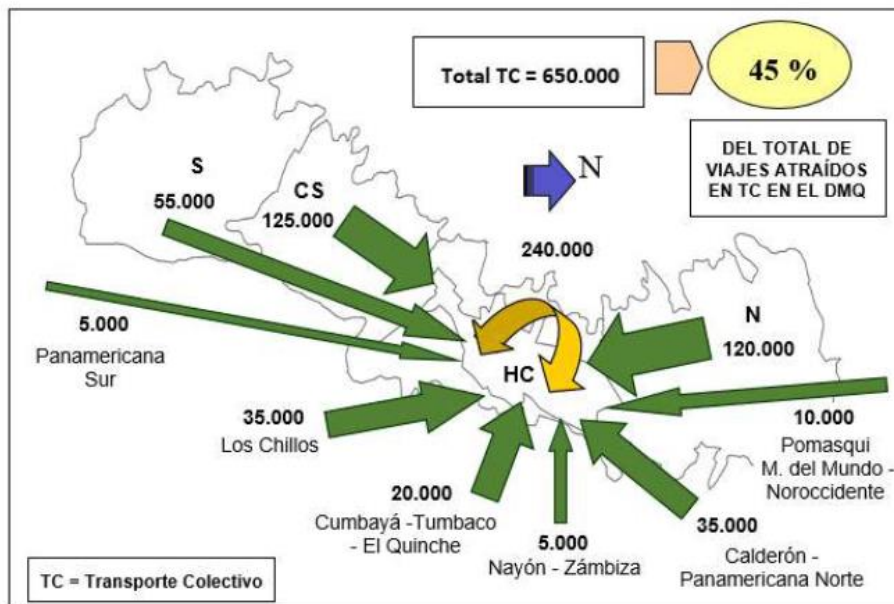 Total TC = 650.000
45 %
DEL TOTAL DE
VIAJES ATRAÍDOS
EN TC EN EL DMQ
N
S
55.000
CS
125.000
240.000
5.000
Panamericana
Sur
N
120.000
HC
35.000
Los Chillos
10.000
Pomasqui
M. del Mundo -
Noroccidente
20.000
Cumbayá -Tumbaco
- El Quinche
5.000
Nayón - Zámbiza
35.000
Calderón -
Panamericana Norte
TC = Transporte Colectivo